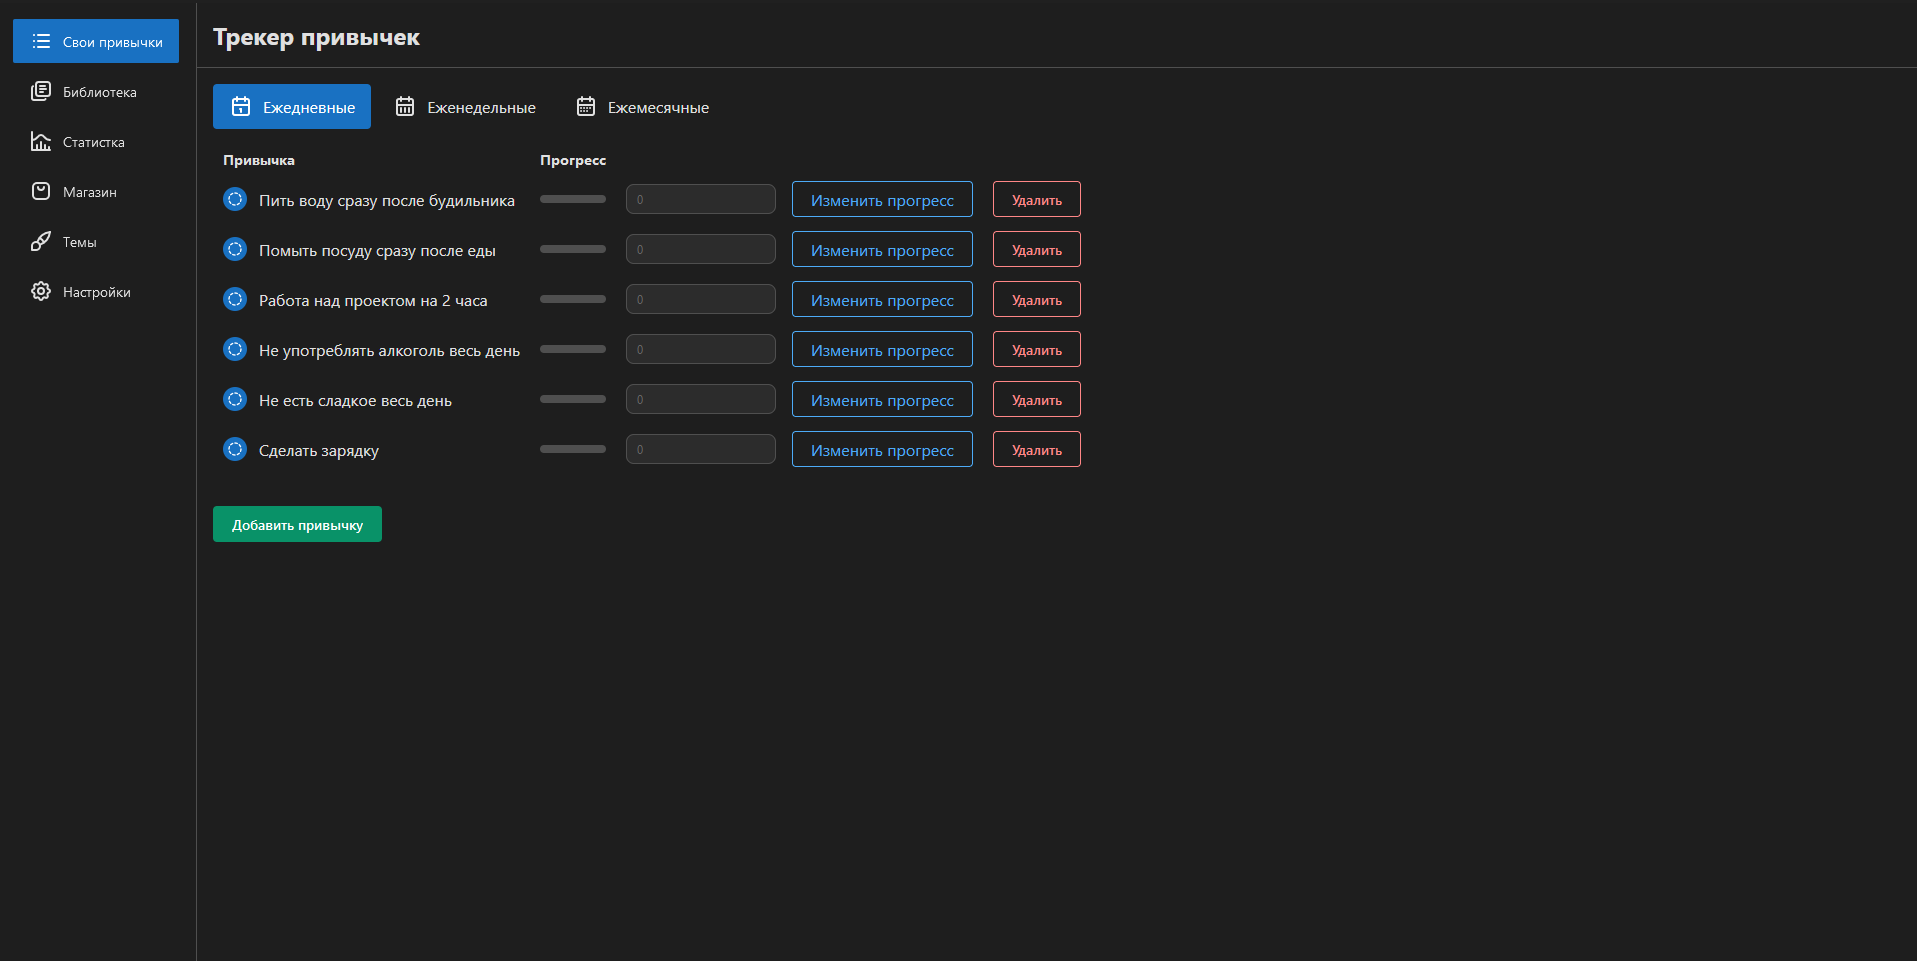 Трекер привычек
Свои привычки
Библиотека
Статистка
Магазин
Темы
Настройки
Ежедневные Еженедельные Ежемесячные
Привычка Прогресс
Пить воду сразу после будильника 0 Изменить прогресс Удалить
Помыть посуду сразу после еды 0 Изменить прогресс Удалить
Работа над проектом на 2 часа 0 Изменить прогресс Удалить
Не употреблять алкоголь весь день 0 Изменить прогресс Удалить
Не есть сладкое весь день 0 Изменить прогресс Удалить
Сделать зарядку 0 Изменить прогресс Удалить
Добавить привычку